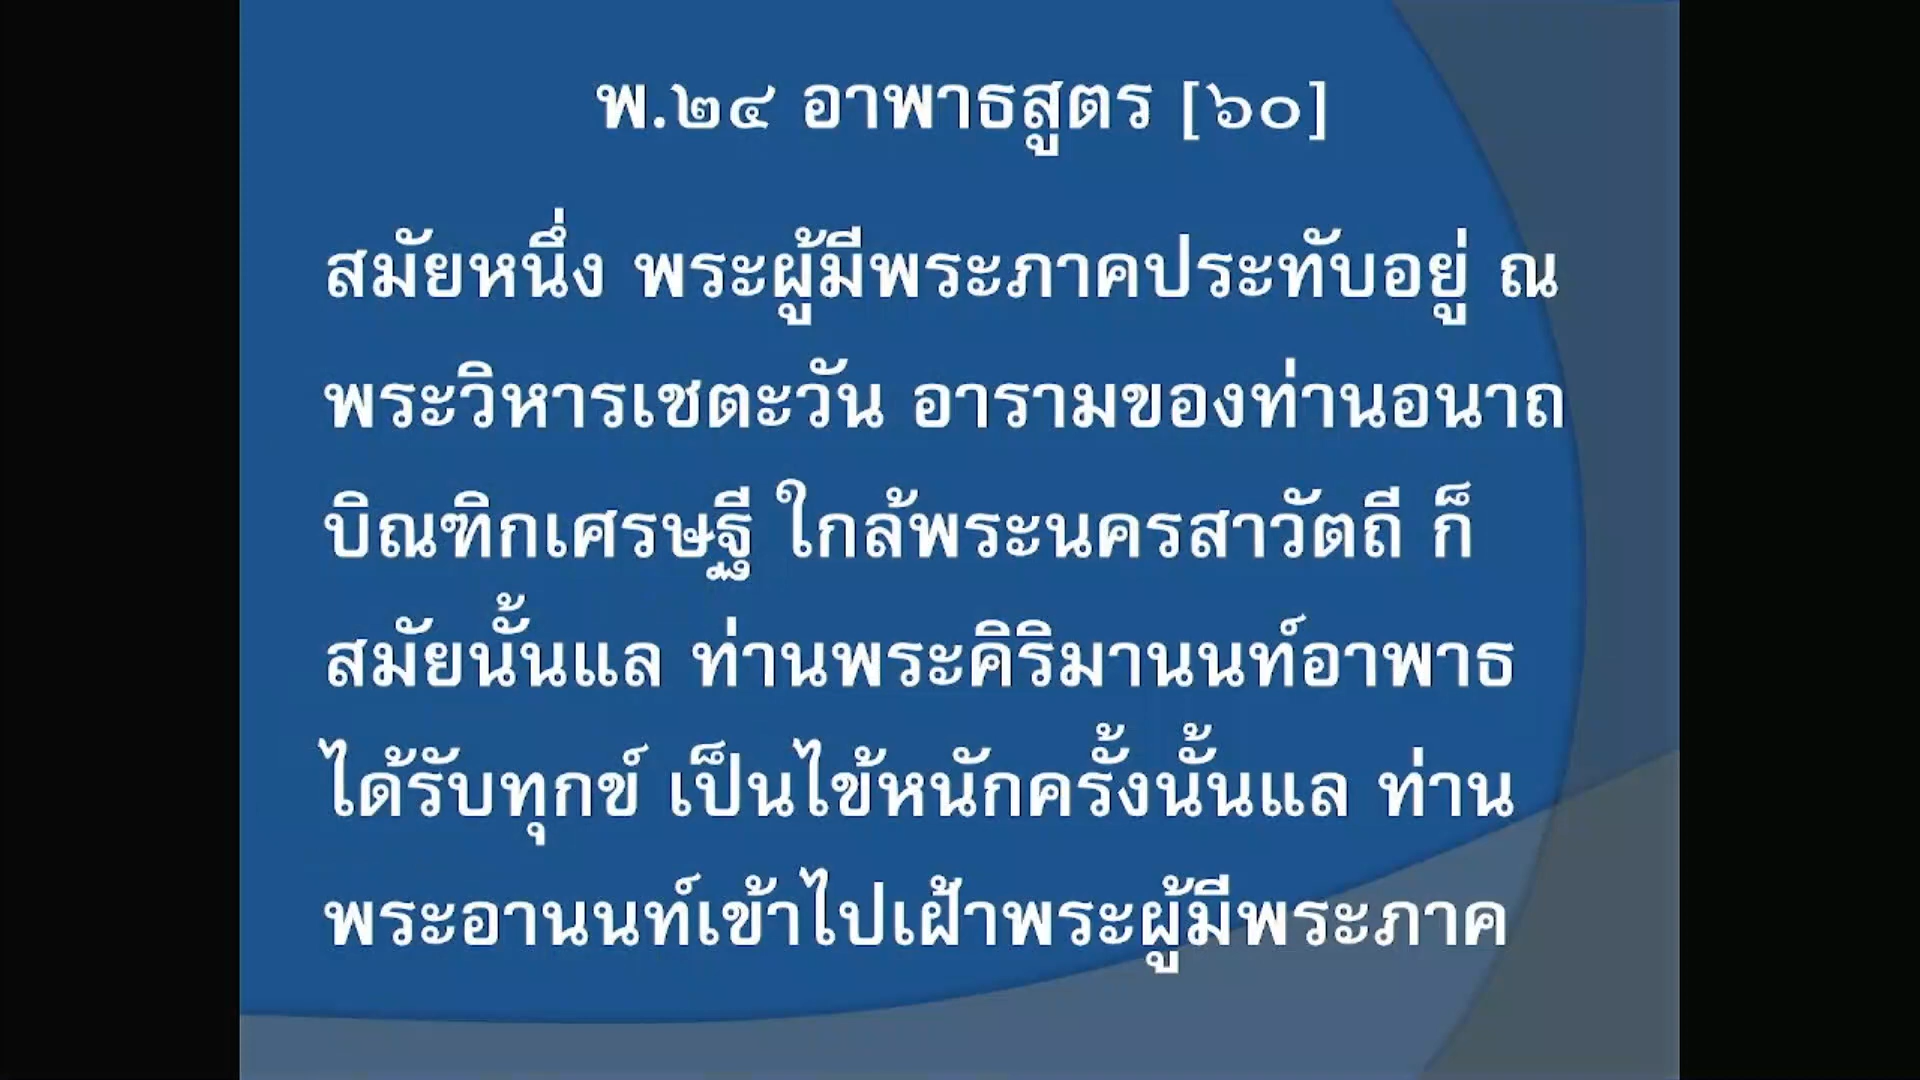 พ.๒๔ อาพาธสูตร [๖๐]
สมัยหนึ่ง พระผู้มีพระภาคประทับอยู่ ณ
พระวิหารเชตะวัน อารามของท่านอนาถ
บิณฑิกเศรษฐี ใกล้พระนครสาวัตถี ก็
สมัยนั้นแล ท่านพระคิริมานนท์อาพาธ
ได้รับทุกข์ เป็นไข้หนักครั้งนั้นแล ท่าน
พระอานนท์เข้าไปเฝ้าพระผู้มีพระภาค